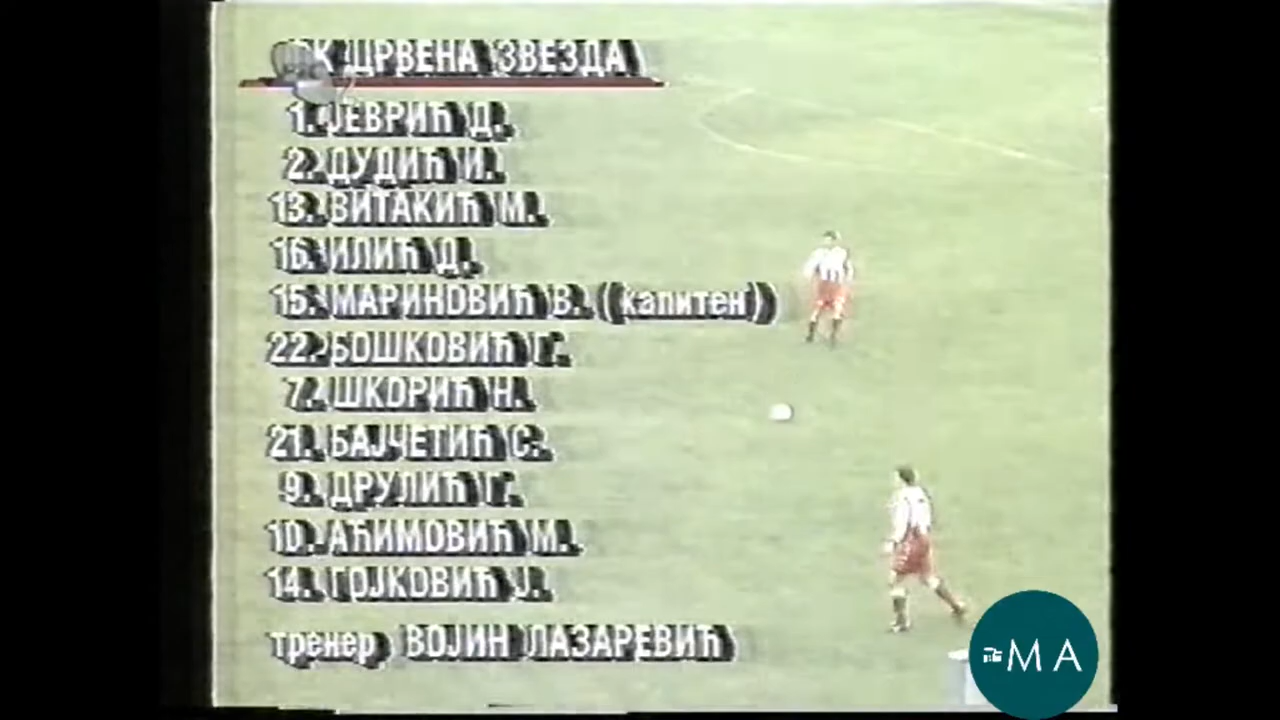 ФК ЦРВЕНА ЗВЕЗДА
1. ЈЕВРИЋ Д.
2. ДУДИЋ И.
13. ВИТАКИЋ М.
16. ИЛИЋ Д.
15. МАРИНОВИЋ В. (капитен)
22. БОШКОВИЋ Г.
7. ШКОРИЋ Н.
21. БАЈЧЕТИЋ С.
9. ДРУЛИЋ Г.
10. АЋИМОВИЋ М.
14. ГОЈКОВИЋ Ј.
тренер ВОЈИН ЛАЗАРЕВИЋ
МА